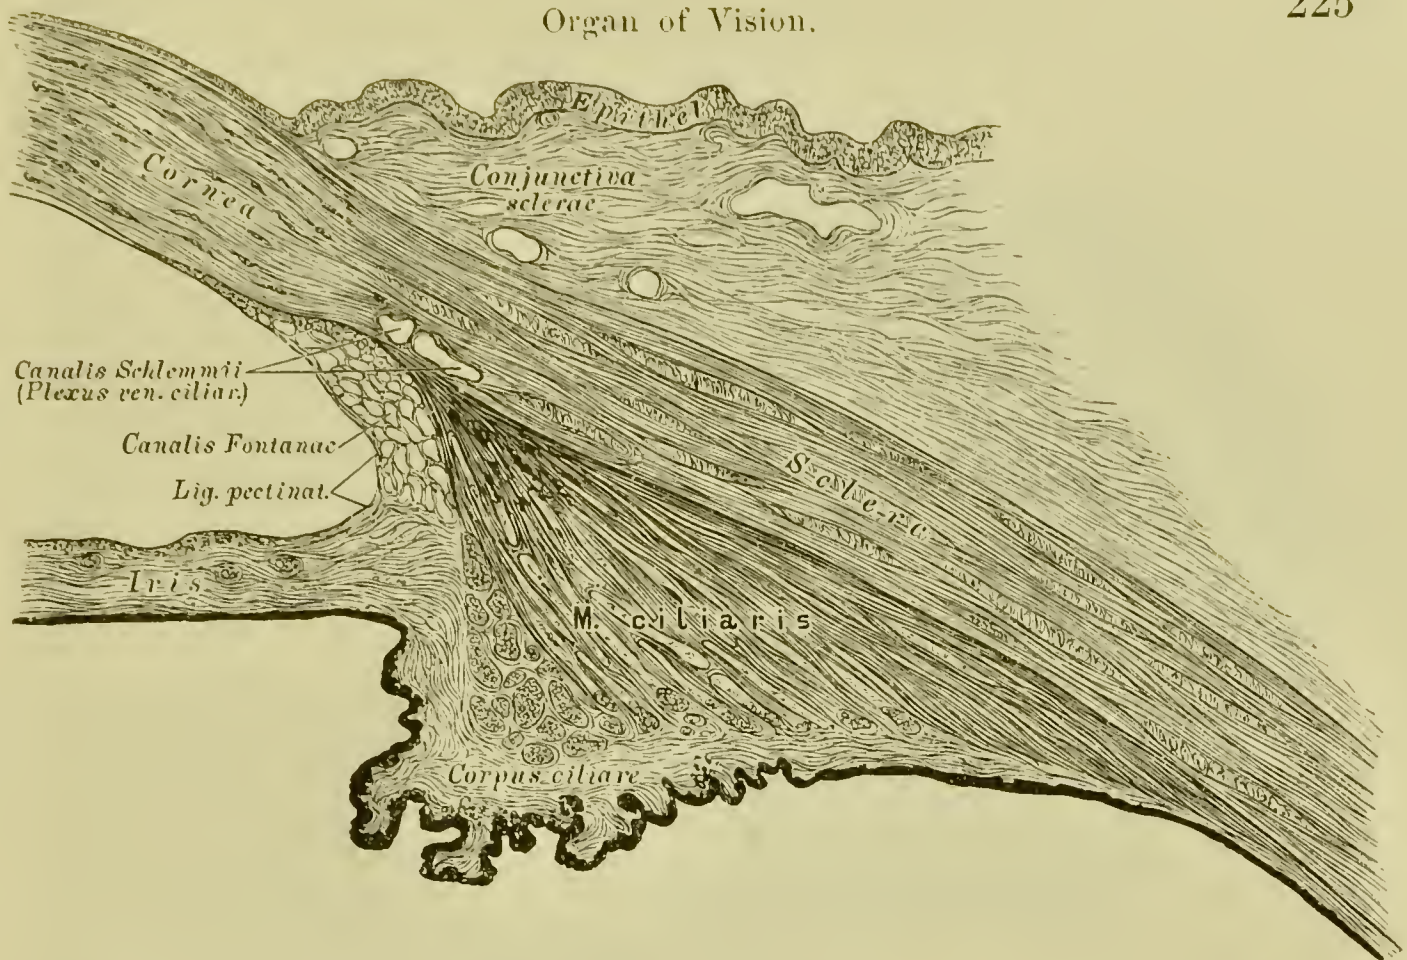 Organ of Vision.
225
Epithel
Conjunctiva
sclerae
Cornea
Canalis Schlemmii
(Plexus ven. ciliar.)
Canalis Fontanae
Lig. pectinat.
Sclera
Iris
M. ciliaris
Corpus ciliare